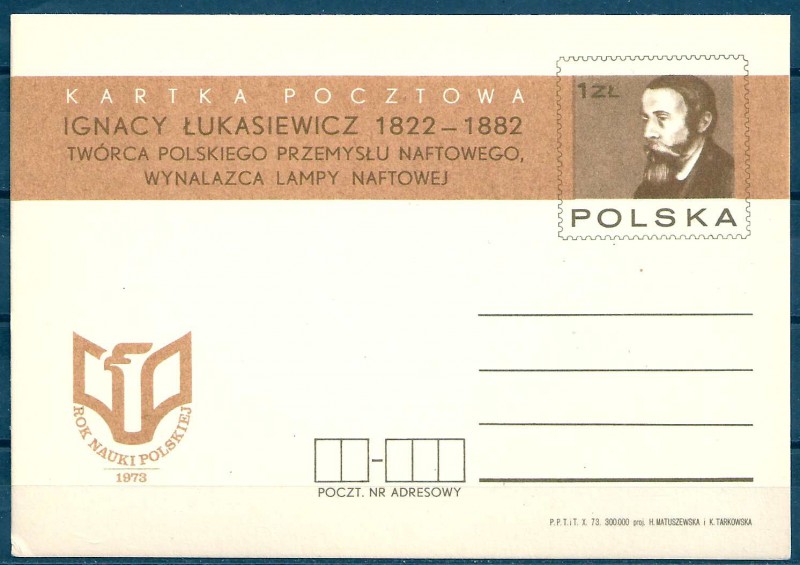 KARTKA POCZTOWA
IGNACY ŁUKASIEWICZ 1822–1882
TWÓRCA POLSKIEGO PRZEMYSŁU NAFTOWEGO,
WYNALAZCA LAMPY NAFTOWEJ
1 ZŁ
POLSKA
ROK NAUKI POLSKIEJ
1973
POCZT. NR ADRESOWY
P.P.T.iT. X. 73. 300.000 proj. H. MATUSZEWSKA i K. TARKOWSKA